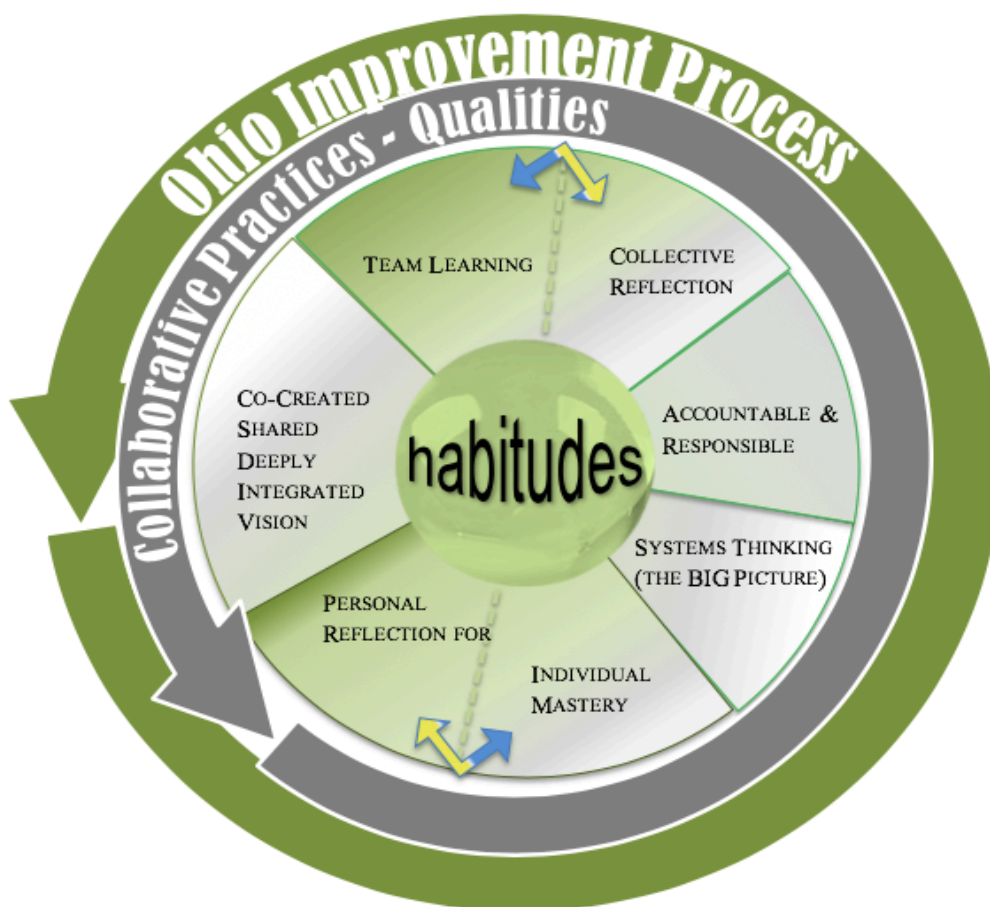 Ohio Improvement Process
Collaborative Practices - Qualities
TEAM LEARNING
COLLECTIVE
REFLECTION
ACCOUNTABLE &
RESPONSIBLE
SYSTEMS THINKING
(THE BIG PICTURE)
INDIVIDUAL
MASTERY
PERSONAL
REFLECTION FOR
CO-CREATED
SHARED
DEEPLY
INTEGRATED
VISION
habitudes